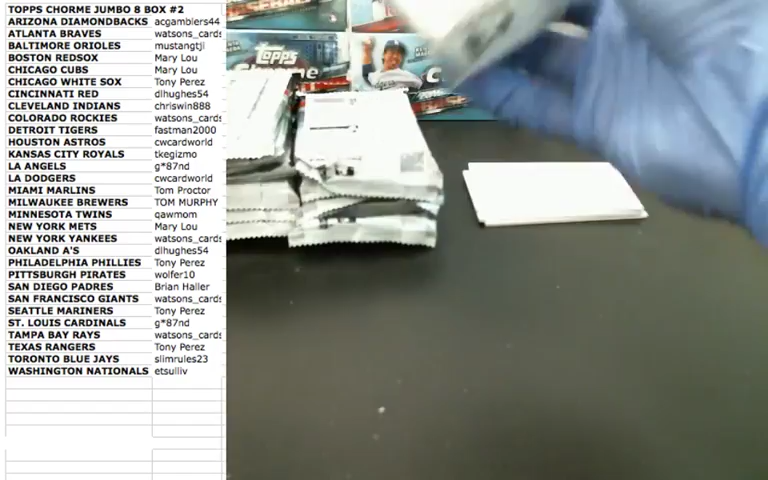 TOPPS CHORME JUMBO 8 BOX #2
ARIZONA DIAMONDBACKS acgamblers44
ATLANTA BRAVES watsons_cards
BALTIMORE ORIOLES mustangtji
BOSTON REDSOX Mary Lou
CHICAGO CUBS Mary Lou
CHICAGO WHITE SOX Tony Perez
CINCINNATI RED dlhughes54
CLEVELAND INDIANS chriswin888
COLORADO ROCKIES watsons_cards
DETROIT TIGERS fastman2000
HOUSTON ASTROS cwcardworld
KANSAS CITY ROYALS tkegizmo
LA ANGELS g*87nd
LA DODGERS cwcardworld
MIAMI MARLINS Tom Proctor
MILWAUKEE BREWERS TOM MURPHY
MINNESOTA TWINS qawmom
NEW YORK METS Mary Lou
NEW YORK YANKEES watsons_cards
OAKLAND A'S dlhughes54
PHILADELPHIA PHILLIES Tony Perez
PITTSBURGH PIRATES wolfer10
SAN DIEGO PADRES Brian Haller
SAN FRANCISCO GIANTS watsons_cards
SEATTLE MARINERS Tony Perez
ST. LOUIS CARDINALS g*87nd
TAMPA BAY RAYS watsons_cards
TEXAS RANGERS Tony Perez
TORONTO BLUE JAYS slimrules23
WASHINGTON NATIONALS etsulliv
Topps
Chrome